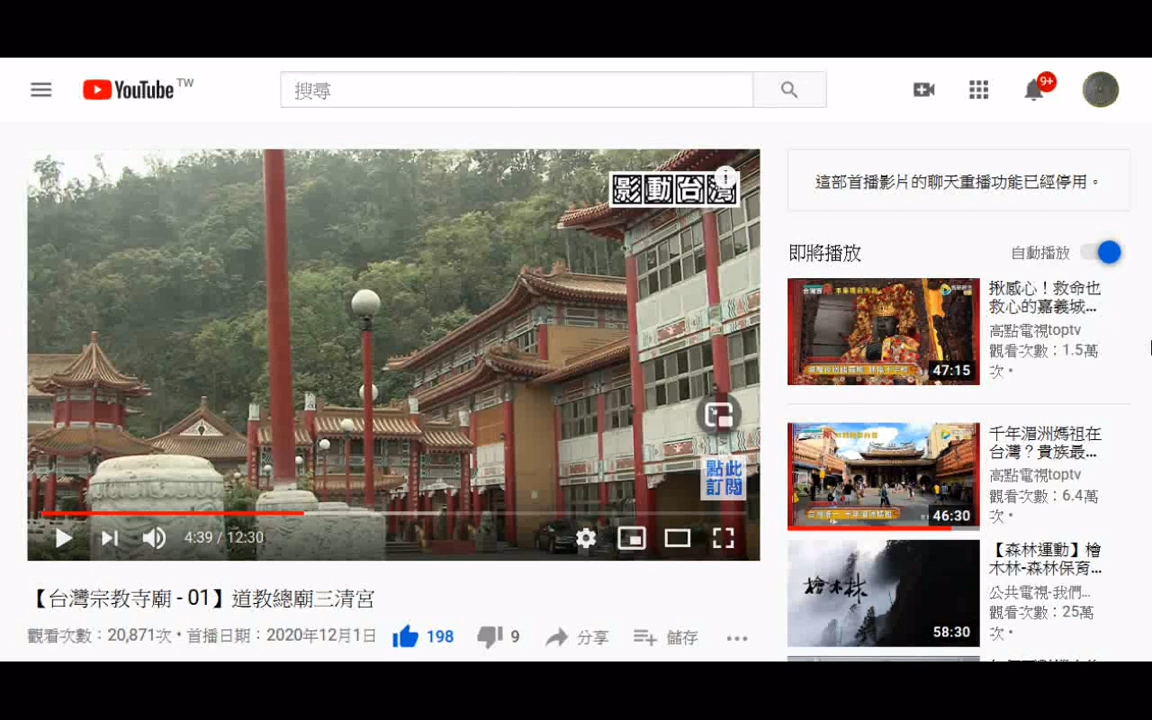 YouTube TW
搜尋
9+
影動台灣
點此
訂閱
4:39 / 12:30
【台灣宗教寺廟 - 01】道教總廟三清宮
觀看次數：20,871次 • 首播日期：2020年12月1日
198
9
分享
儲存
這部首播影片的聊天重播功能已經停用。
即將播放
自動播放
47:15
揪感心！救命也
救心的嘉義城...
高點電視toptv
觀看次數：1.5萬
次 •
46:30
千年湄洲媽祖在
台灣？貴族最...
高點電視toptv
觀看次數：6.4萬
次 •
檜木林
58:30
【森林運動】檜
木林-森林保育...
公共電視-我們...
觀看次數：25萬
次 •